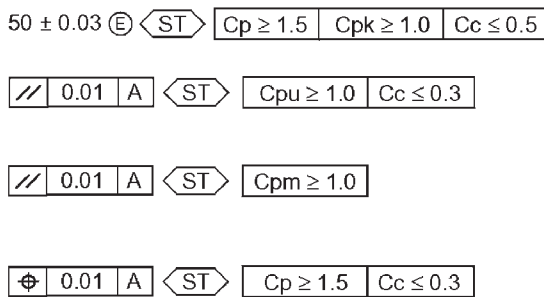 50 ± 0.03 Ⓔ ST Cp ≥ 1.5 Cpk ≥ 1.0 Cc ≤ 0.5
⫽ 0.01 A ST Cpu ≥ 1.0 Cc ≤ 0.3
⫽ 0.01 A ST Cpm ≥ 1.0
⌖ 0.01 A ST Cp ≥ 1.5 Cc ≤ 0.3